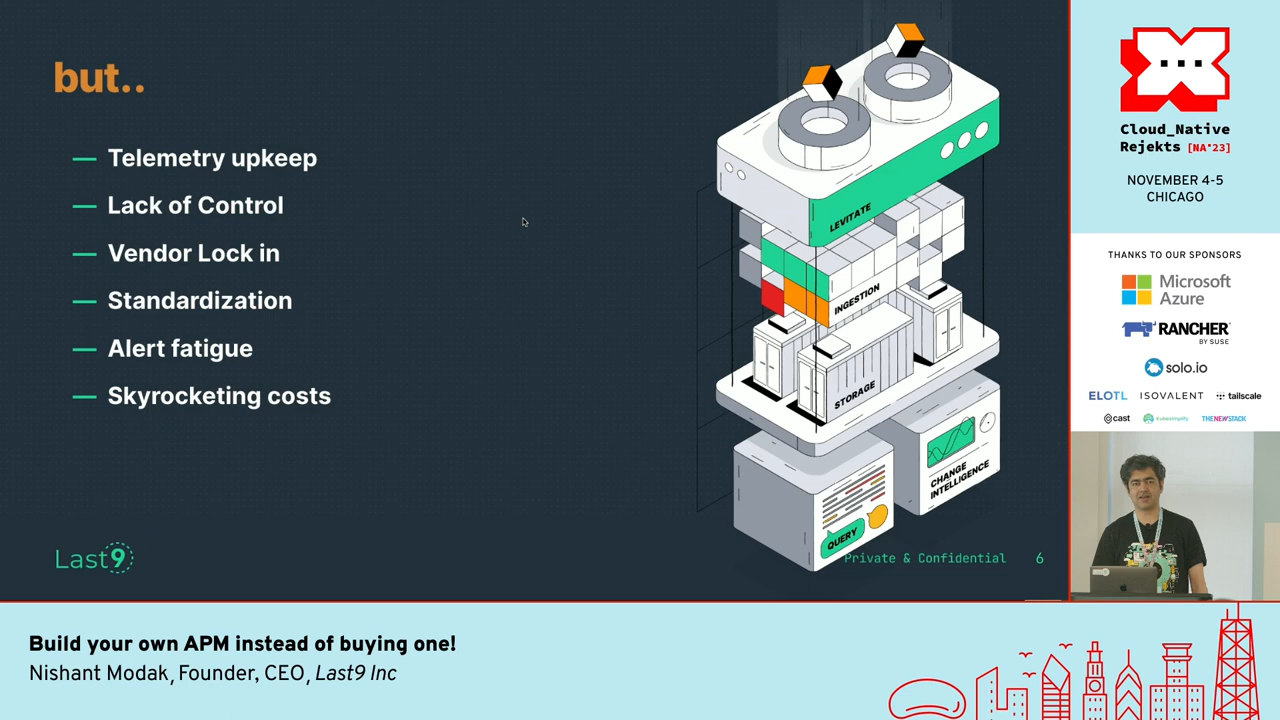 but..
— Telemetry upkeep
— Lack of Control
— Vendor Lock in
— Standardization
— Alert fatigue
— Skyrocketing costs
LEVITATE
INGESTION
STORAGE
CHANGE
INTELLIGENCE
QUERY
Last9
Private & Confidential
6
Cloud_Native
Rejekts [NA'23]
NOVEMBER 4-5
CHICAGO
THANKS TO OUR SPONSORS
Microsoft
Azure
RANCHER
BY SUSE
solo.io
ELOTL ISOVALENT tailscale
cast kubesimplify THENEWSTACK
Build your own APM instead of buying one!
Nishant Modak, Founder, CEO, Last9 Inc